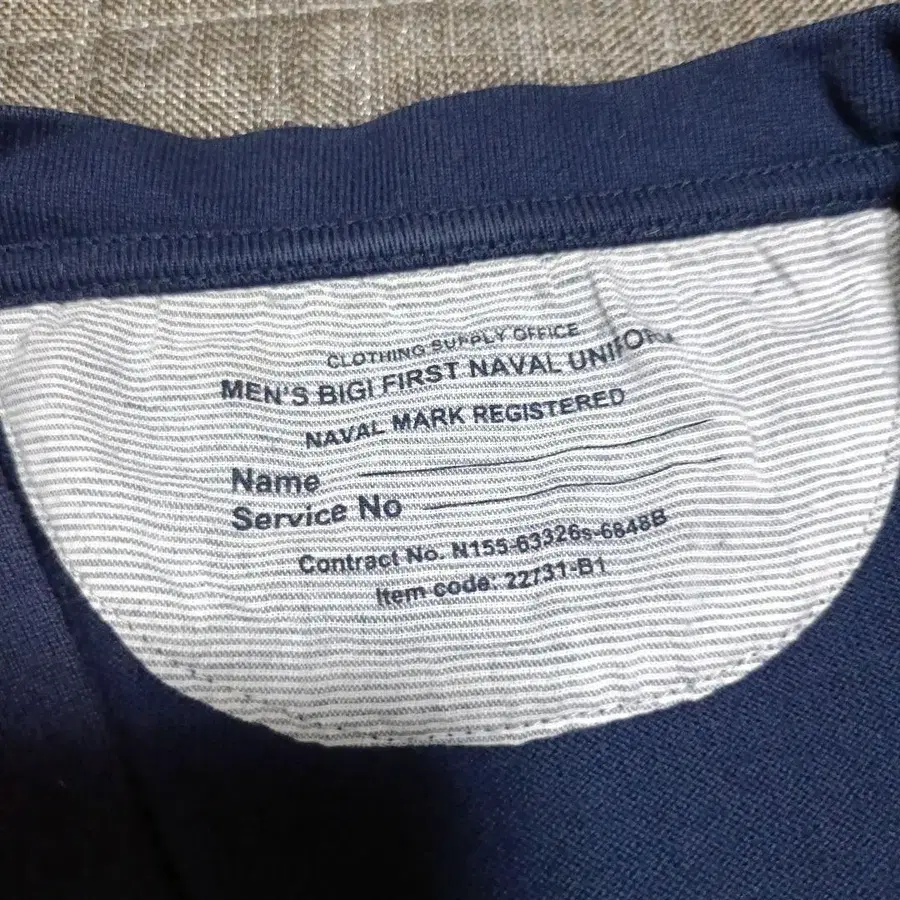 CLOTHING SUPPLY OFFICE
MEN'S BIGI FIRST NAVAL UNIFORM
NAVAL MARK REGISTERED
Name
Service No
Contract No. N155-63326s-6848B
Item code: 22731-B1